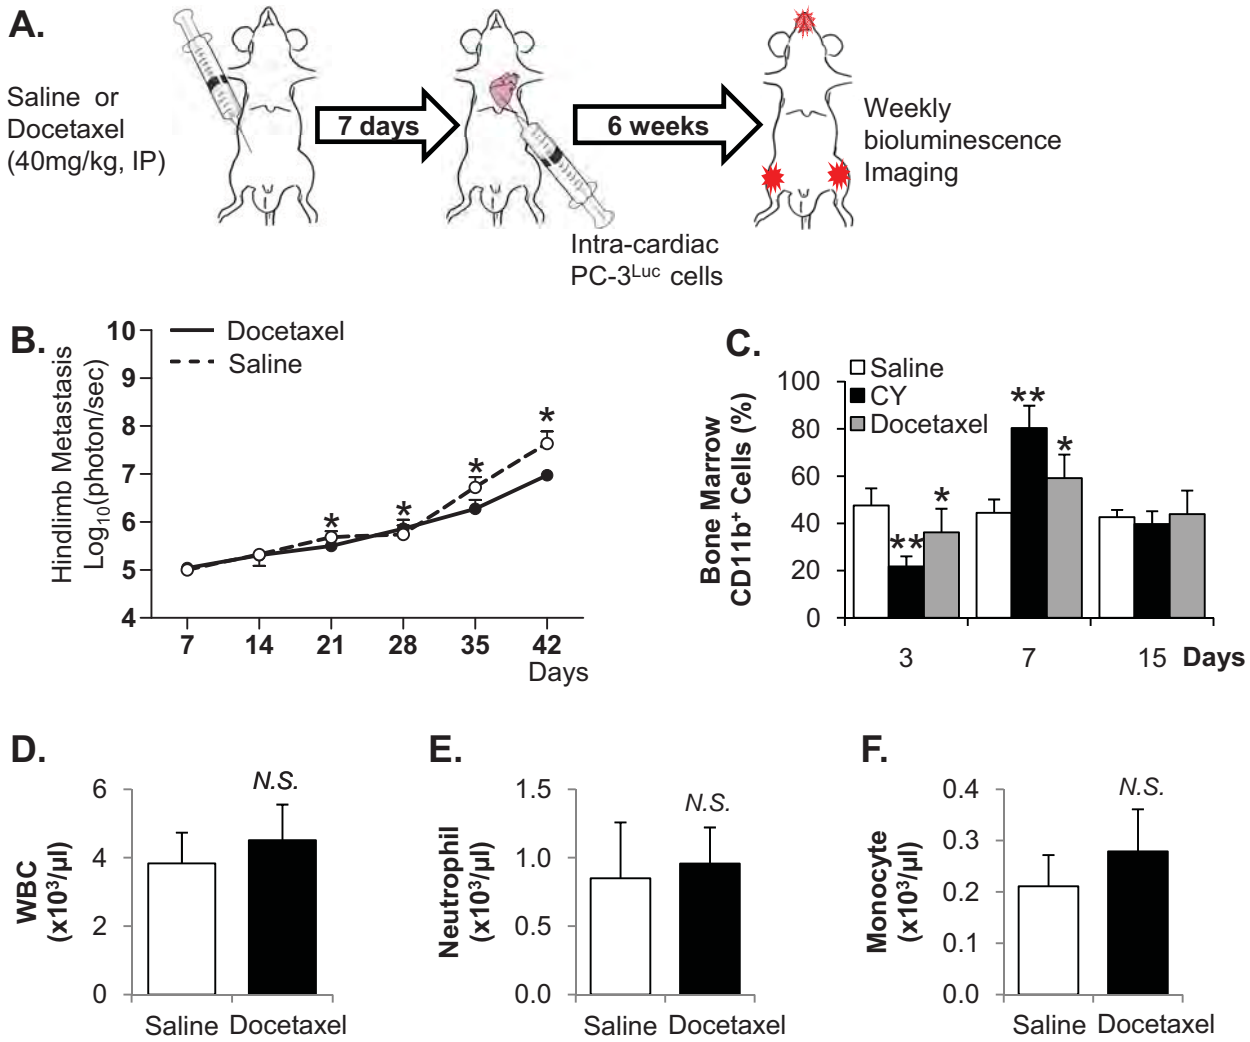 A.
Saline or
Docetaxel
(40mg/kg, IP)
7 days
6 weeks
Weekly
bioluminescence
Imaging
Intra-cardiac
PC-3Luc cells
B.
Docetaxel
Saline
Hindlimb Metastasis
Log10(photon/sec)
10
9
8
7
6
5
4
* * * *
7 14 21 28 35 42
Days
C.
Saline
CY
Docetaxel
Bone Marrow
CD11b+ Cells (%)
100
80
60
40
20
0
** * ** *
3 7 15 Days
D.
WBC
(x10³/µl)
6
4
2
0
N.S.
Saline Docetaxel
E.
Neutrophil
(x10³/µl)
1.5
1.0
0.5
0.0
N.S.
Saline Docetaxel
F.
Monocyte
(x10³/µl)
0.4
0.3
0.2
0.1
0.0
N.S.
Saline Docetaxel